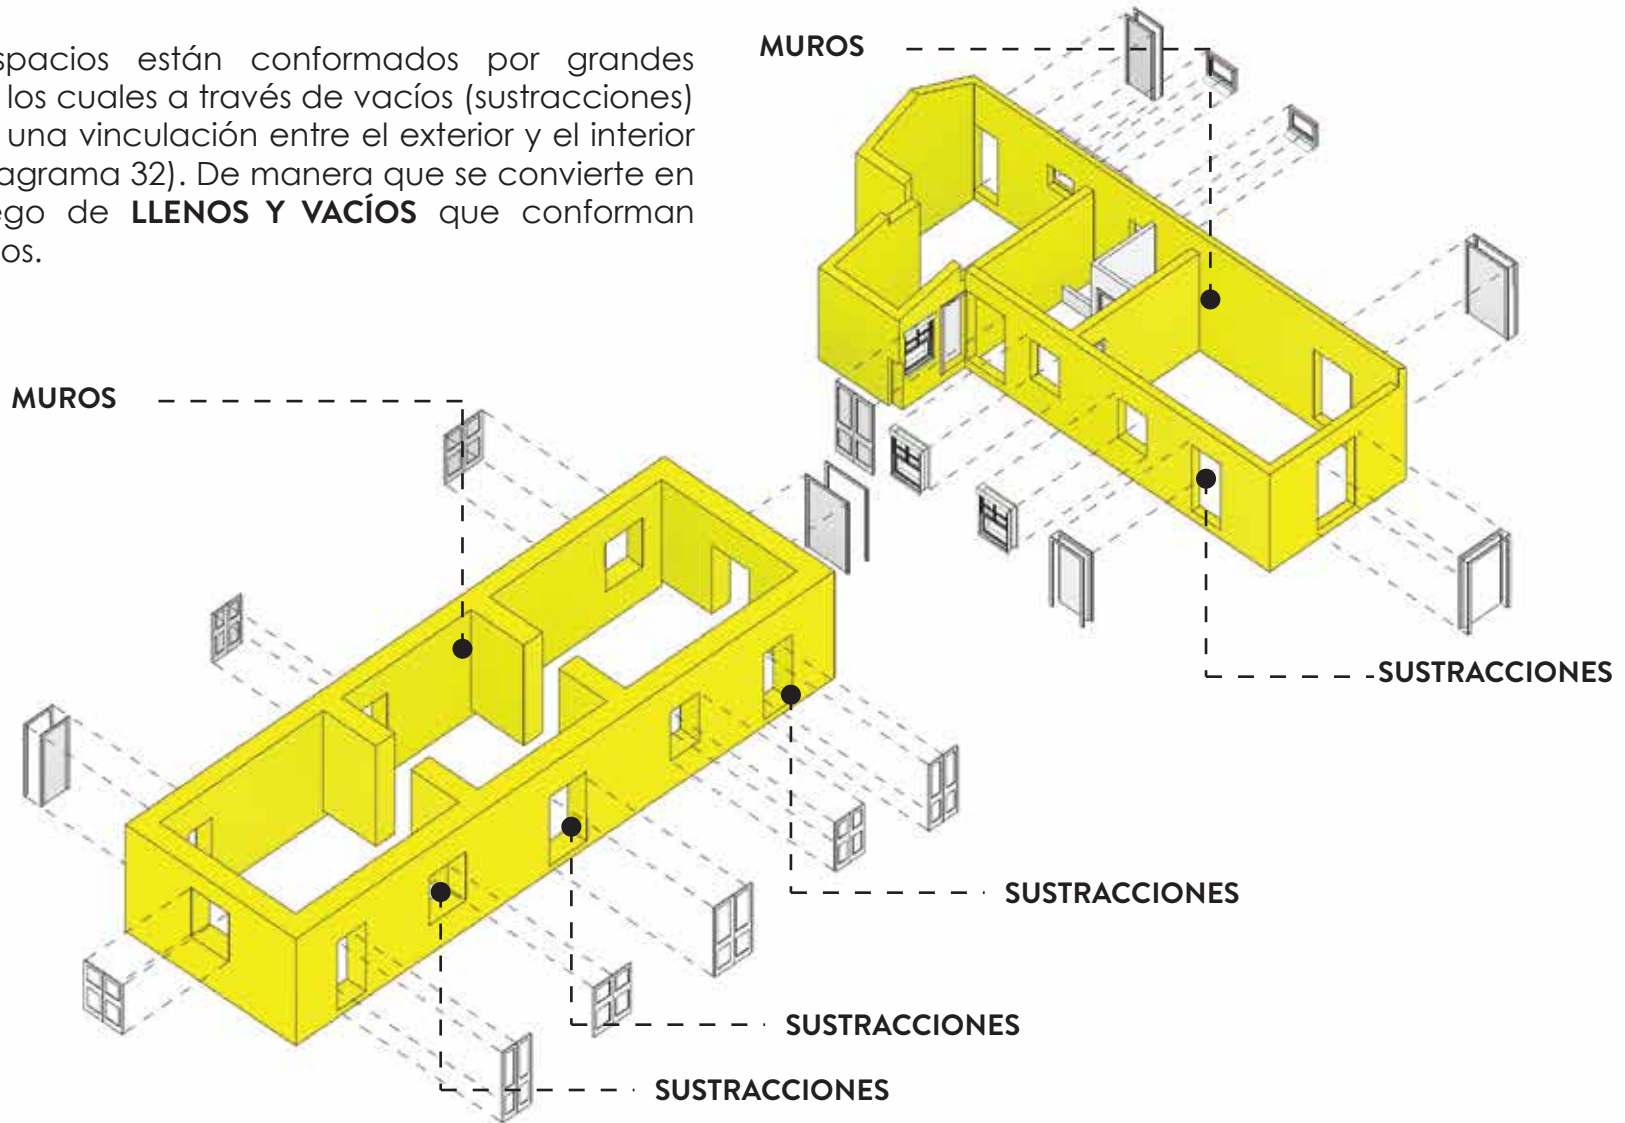 spacios están conformados por grandes
los cuales a través de vacíos (sustracciones)
una vinculación entre el exterior y el interior
agrama 32). De manera que se convierte en
ego de LLENOS Y VACÍOS que conforman
os.
MUROS
MUROS
SUSTRACCIONES
SUSTRACCIONES
SUSTRACCIONES
SUSTRACCIONES